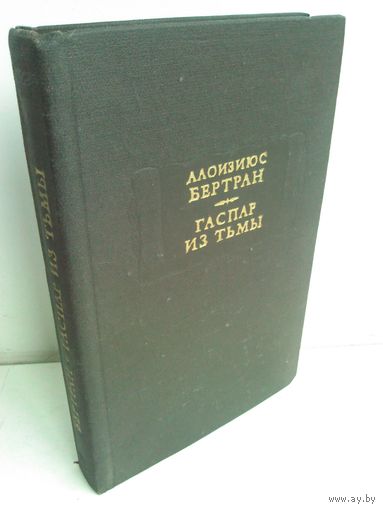 АЛОИЗИЮС
БЕРТРАН
ГАСПАР
ИЗ ТЬМЫ
БЕРТРАН ГАСПАР ИЗ ТЬМЫ
www.ay.by